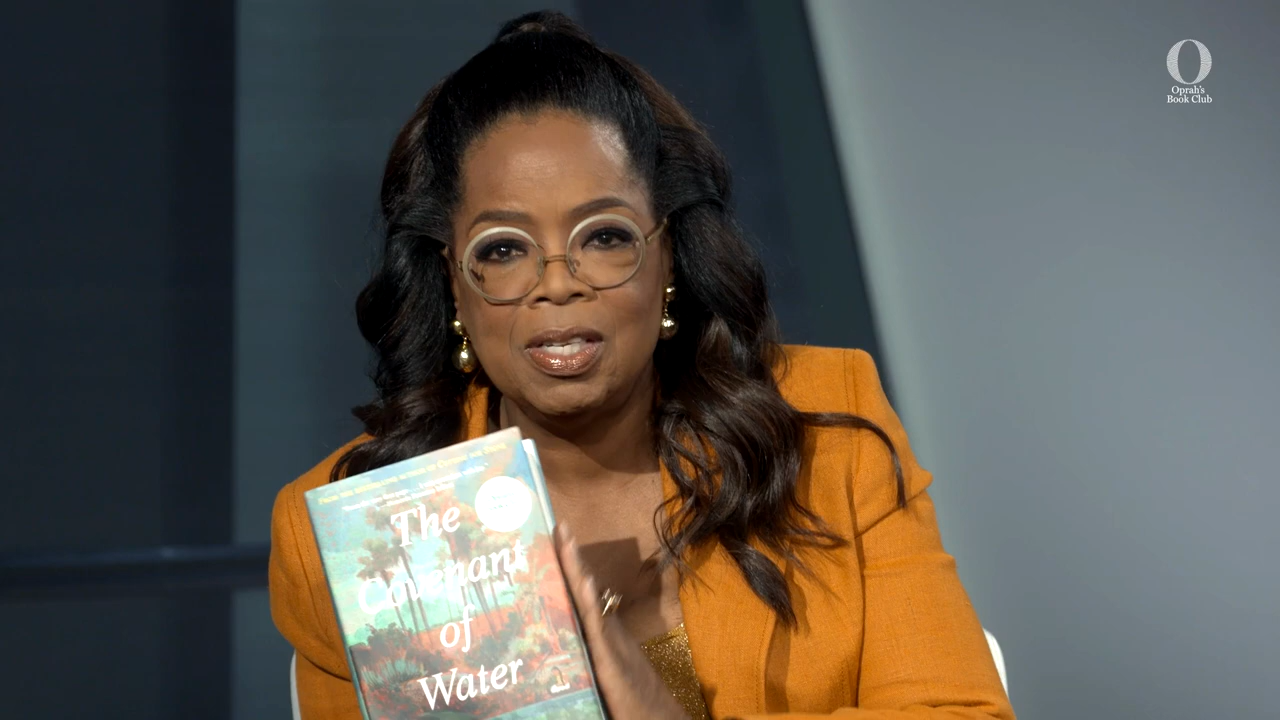 O
Oprah's
Book Club
The
Covenant
of
Water